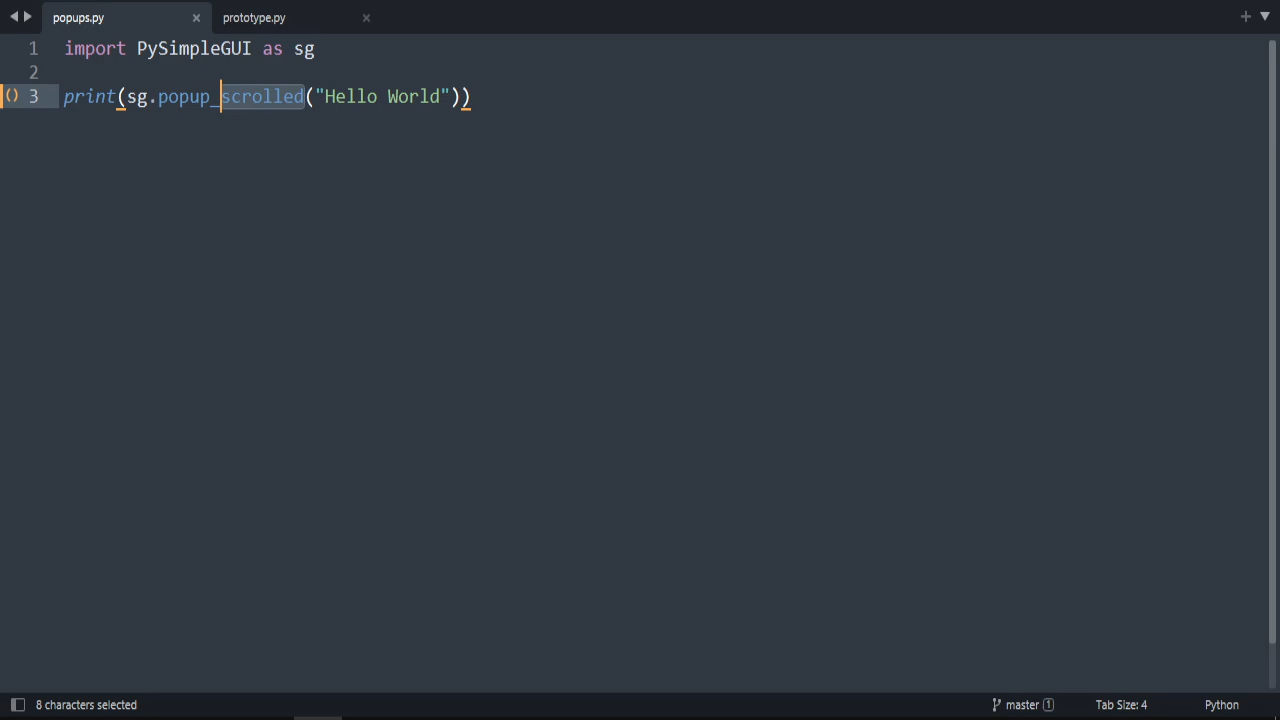 popups.py × prototype.py ×
1 import PySimpleGUI as sg
2
() 3 print(sg.popup_scrolled("Hello World"))
8 characters selected master 1 Tab Size: 4 Python